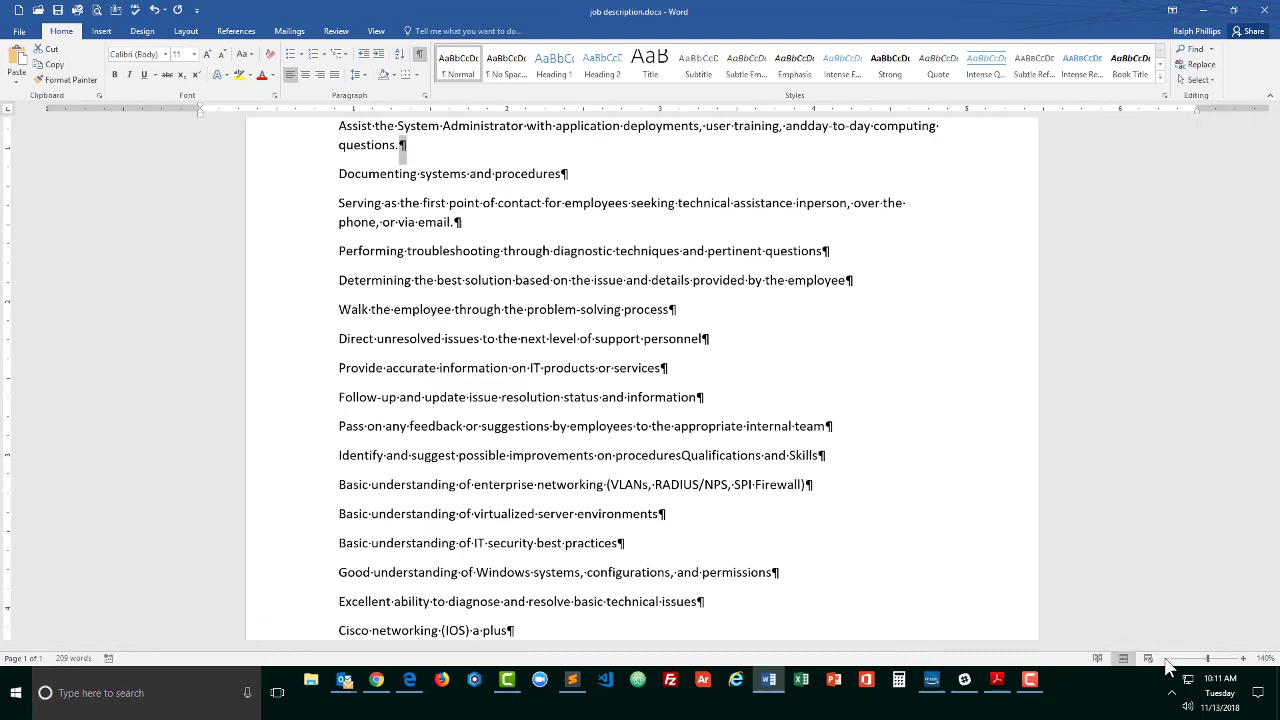 job description.docx - Word
Ralph Phillips
Share
File Home Insert Design Layout References Mailings Review View Tell me what you want to do
Paste
Cut
Copy
Format Painter
Calibri (Body) 11
AaBbCcDc AaBbCcDc AaBbCc AaBbCcC AaB AaBbCcC AaBbCcDc AaBbCcDc AaBbCcDc AaBbCcDc AaBbCcDc AaBbCcDc AaBbCcDc AaBbCcDc AaBbCcDc
¶ Normal ¶ No Spac... Heading 1 Heading 2 Title Subtitle Subtle Em... Emphasis Intense E... Strong Quote Intense Q... Subtle Ref... Intense Re... Book Title
Find
Replace
Select
Clipboard Font Paragraph Styles Editing
1 2 3 4 5 6
Assist·the·System·Administrator·with·application·deployments,·user·training,·andday-to-day·computing·
questions.¶
Documenting·systems·and·procedures¶
Serving·as·the·first·point·of·contact·for·employees·seeking·technical·assistance·inperson,·over·the·
phone,·or·via·email.¶
Performing·troubleshooting·through·diagnostic·techniques·and·pertinent·questions¶
Determining·the·best·solution·based·on·the·issue·and·details·provided·by·the·employee¶
Walk·the·employee·through·the·problem-solving·process¶
Direct·unresolved·issues·to·the·next·level·of·support·personnel¶
Provide·accurate·information·on·IT·products·or·services¶
Follow-up·and·update·issue·resolution·status·and·information¶
Pass·on·any·feedback·or·suggestions·by·employees·to·the·appropriate·internal·team¶
Identify·and·suggest·possible·improvements·on·proceduresQualifications·and·Skills¶
Basic·understanding·of·enterprise·networking·(VLANs,·RADIUS/NPS,·SPI·Firewall)¶
Basic·understanding·of·virtualized·server·environments¶
Basic·understanding·of·IT·security·best·practices¶
Good·understanding·of·Windows·systems,·configurations,·and·permissions¶
Excellent·ability·to·diagnose·and·resolve·basic·technical·issues¶
Cisco·networking·(IOS)·a·plus¶
Page 1 of 1 209 words 140%
Type here to search
10:11 AM
Tuesday
11/13/2018